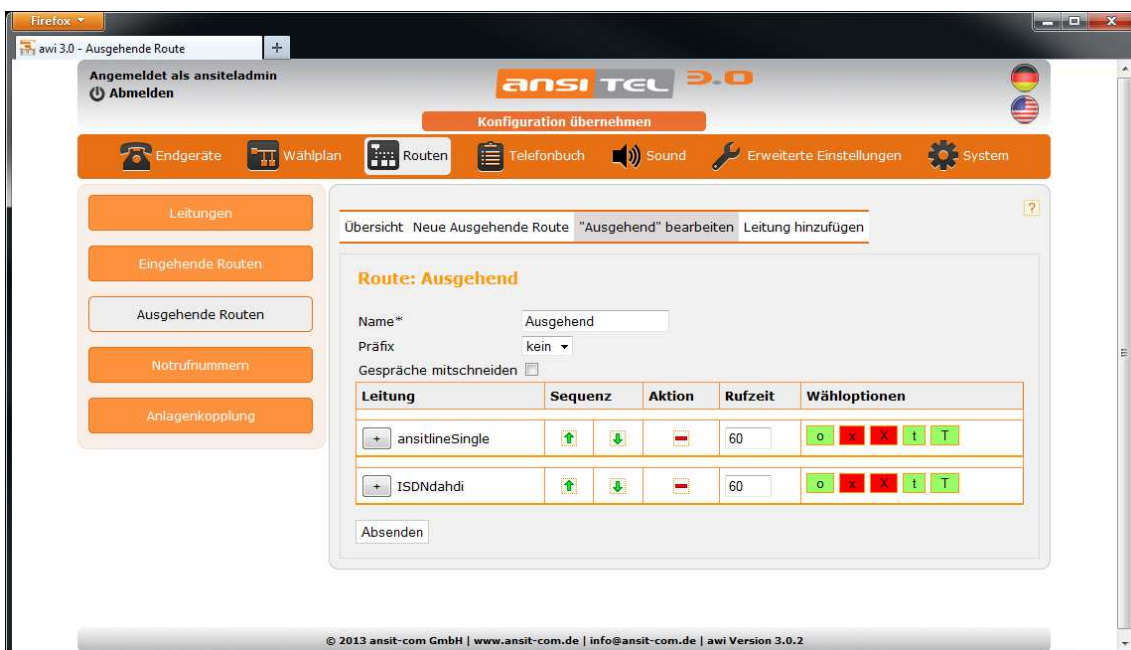 Firefox
awi 3.0 - Ausgehende Route
+
Angemeldet als ansiteladmin
Abmelden
ansi TEL 3.0
Konfiguration übernehmen
Endgeräte Wählplan Routen Telefonbuch Sound Erweiterte Einstellungen System
Leitungen
Eingehende Routen
Ausgehende Routen
Notrufnummern
Anlagenkopplung
?
Übersicht Neue Ausgehende Route "Ausgehend" bearbeiten Leitung hinzufügen
Route: Ausgehend
Name* Ausgehend
Präfix kein
Gespräche mitschneiden
Leitung Sequenz Aktion Rufzeit Wähloptionen
+ ansitlineSingle 60 o x X t T
+ ISDNdahdi 60 o x X t T
Absenden
© 2013 ansit-com GmbH | www.ansit-com.de | info@ansit-com.de | awi Version 3.0.2